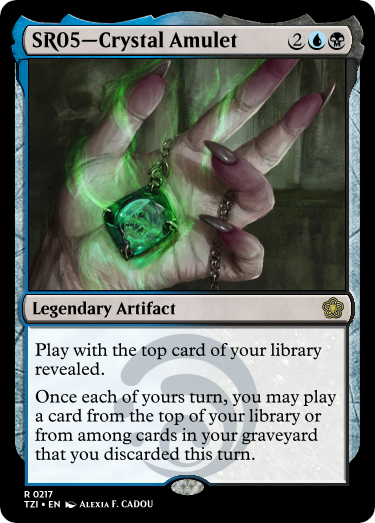 SR05—Crystal Amulet 2
Legendary Artifact
Play with the top card of your library
revealed.
Once each of yours turn, you may play
a card from the top of your library or
from among cards in your graveyard
that you discarded this turn.
R 0217
TZI • EN Alexia F. CADOU